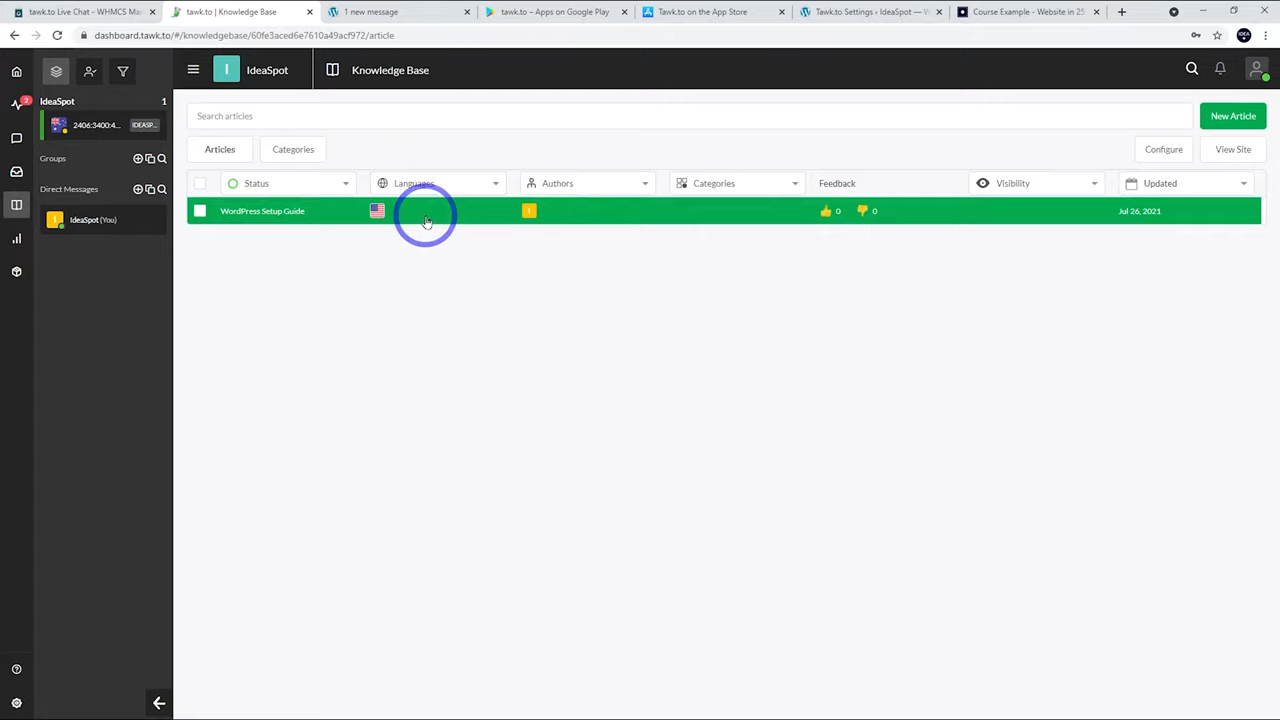 tawk.to Live Chat - WHMCS Mar
tawk.to | Knowledge Base
1 new message
tawk.to – Apps on Google Play
Tawk.to on the App Store
Tawk.to Settings ‹ IdeaSpot — W
Course Example - Website in 25
dashboard.tawk.to/#/knowledgebase/60fe3aced6e7610a49acf972/article
IDEA
I
IdeaSpot
Knowledge Base
2
IdeaSpot
1
2406:3400:4...
IDEASP...
Groups
Direct Messages
I
IdeaSpot (You)
Search articles
New Article
Articles
Categories
Configure
View Site
Status
Languages
Authors
Categories
Feedback
Visibility
Updated
WordPress Setup Guide
I
0
0
Jul 26, 2021